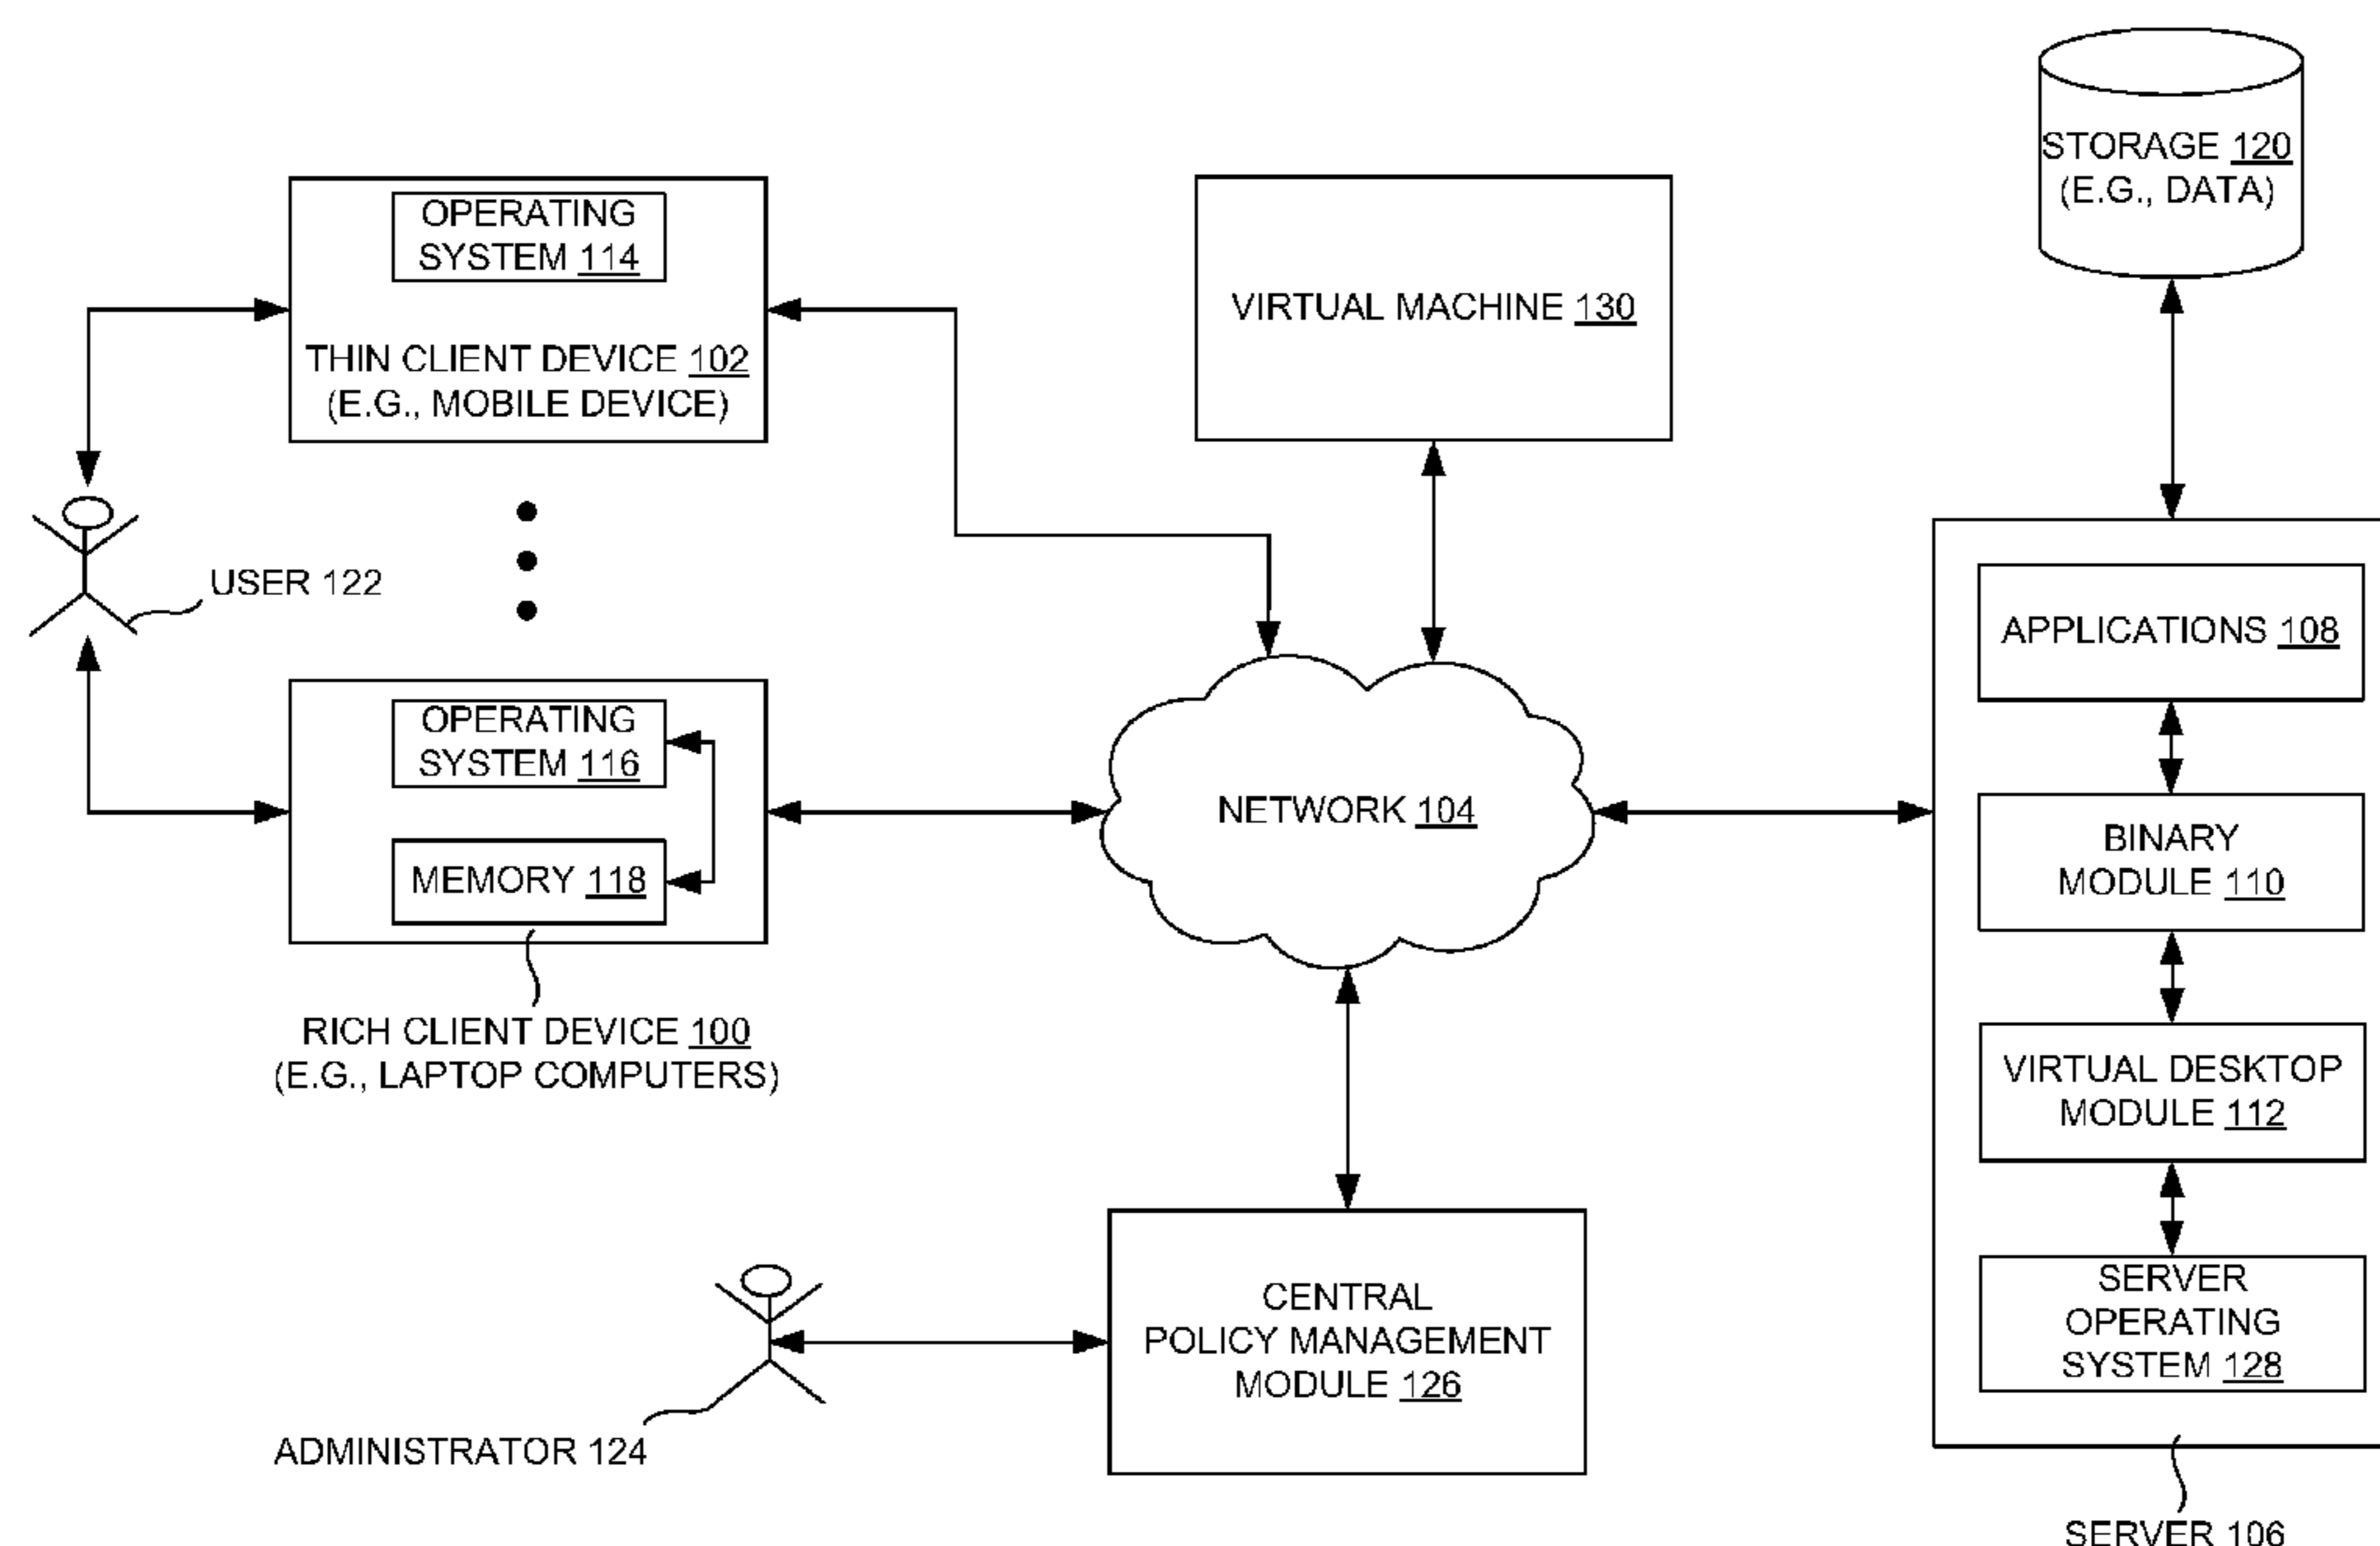 OPERATING
SYSTEM 114
THIN CLIENT DEVICE 102
(E.G., MOBILE DEVICE)
USER 122
OPERATING
SYSTEM 116
MEMORY 118
RICH CLIENT DEVICE 100
(E.G., LAPTOP COMPUTERS)
VIRTUAL MACHINE 130
NETWORK 104
ADMINISTRATOR 124
CENTRAL
POLICY MANAGEMENT
MODULE 126
STORAGE 120
(E.G., DATA)
APPLICATIONS 108
BINARY
MODULE 110
VIRTUAL DESKTOP
MODULE 112
SERVER
OPERATING
SYSTEM 128
SERVER 106